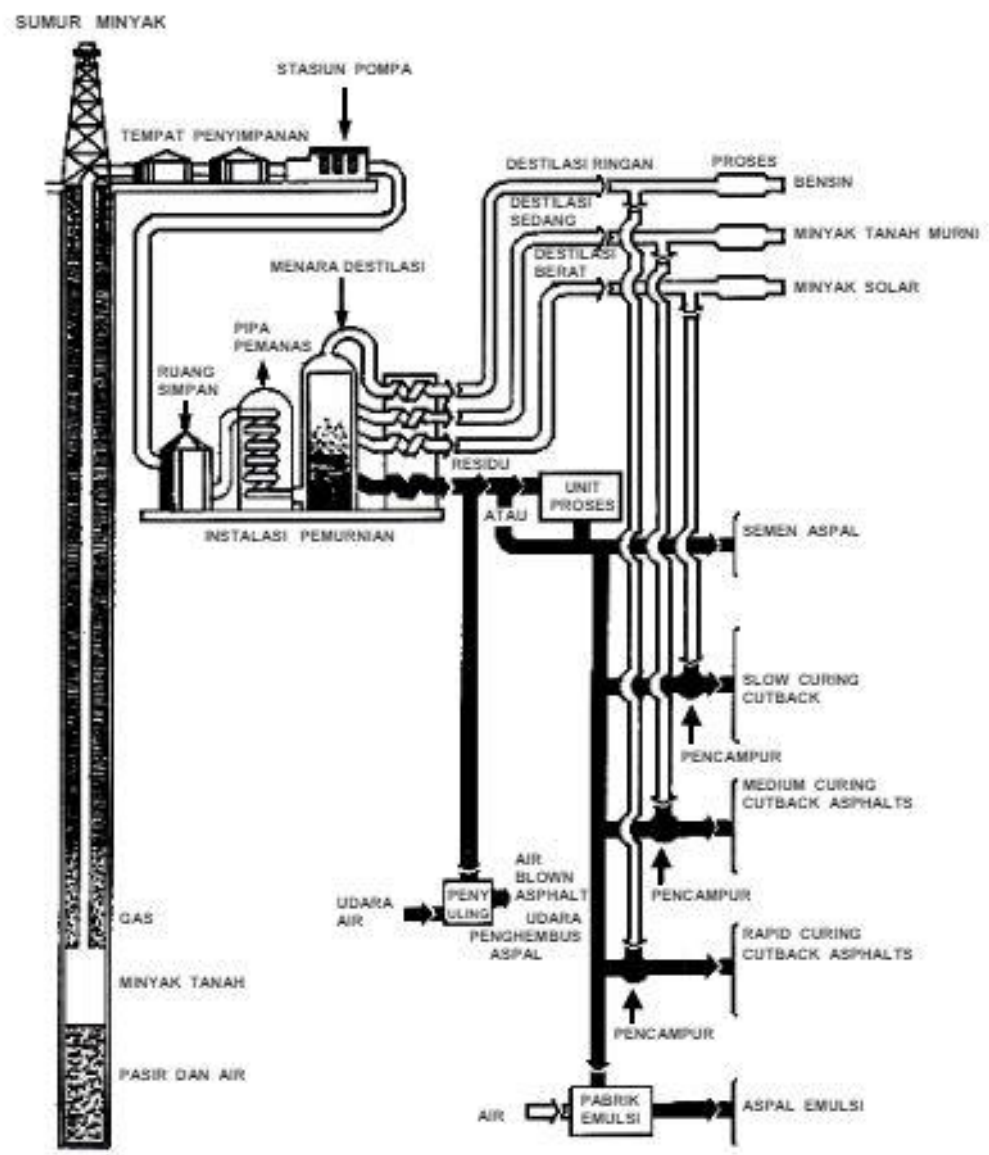 SUMUR MINYAK
STASIUN POMPA
TEMPAT PENYIMPANAN
DESTILASI RINGAN
PROSES
BENSIN
DESTILASI
SEDANG
MINYAK TANAH MURNI
DESTILASI
BERAT
MINYAK SOLAR
MENARA DESTILASI
PIPA
PEMANAS
RUANG
SIMPAN
RESIDU
UNIT
PROSES
ATAU
INSTALASI PEMURNIAN
SEMEN ASPAL
SLOW CURING
CUTBACK
PENCAMPUR
MEDIUM CURING
CUTBACK ASPHALTS
PENCAMPUR
AIR
BLOWN
ASPHALT
UDARA
AIR
PENY
ULING
UDARA
PENGHEMBUS
ASPAL
GAS
RAPID CURING
CUTBACK ASPHALTS
MINYAK TANAH
PENCAMPUR
PASIR DAN AIR
AIR
PABRIK
EMULSI
ASPAL EMULSI